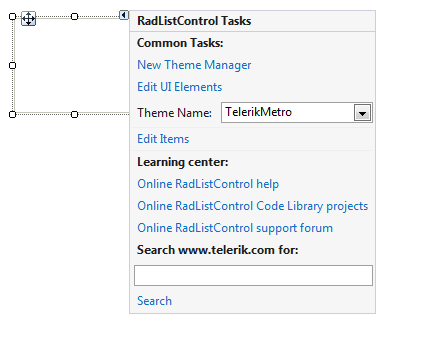 RadListControl Tasks
Common Tasks:
New Theme Manager
Edit UI Elements
Theme Name: TelerikMetro
Edit Items
Learning center:
Online RadListControl help
Online RadListControl Code Library projects
Online RadListControl support forum
Search www.telerik.com for:
Search